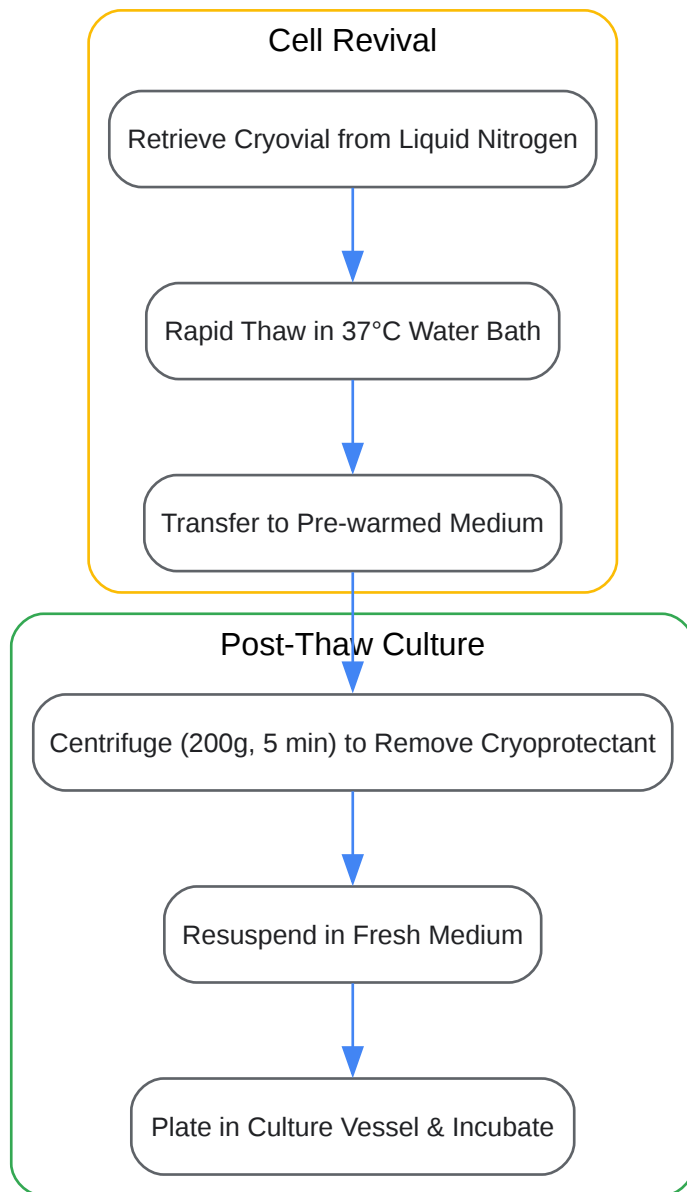 Cell Revival
Retrieve Cryovial from Liquid Nitrogen
Rapid Thaw in 37°C Water Bath
Transfer to Pre-warmed Medium
Post-Thaw Culture
Centrifuge (200g, 5 min) to Remove Cryoprotectant
Resuspend in Fresh Medium
Plate in Culture Vessel & Incubate